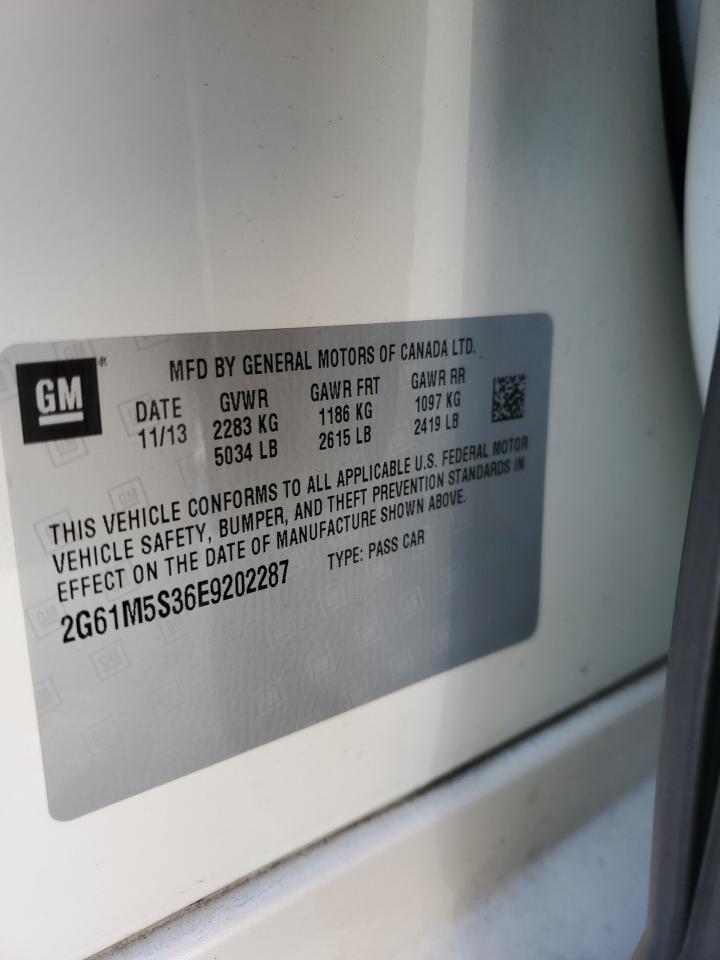 GM
MFD BY GENERAL MOTORS OF CANADA LTD.
DATE GVWR GAWR FRT GAWR RR
11/13 2283 KG 1186 KG 1097 KG
5034 LB 2615 LB 2419 LB
THIS VEHICLE CONFORMS TO ALL APPLICABLE U.S. FEDERAL MOTOR
VEHICLE SAFETY, BUMPER, AND THEFT PREVENTION STANDARDS IN
EFFECT ON THE DATE OF MANUFACTURE SHOWN ABOVE.
2G61M5S36E9202287 TYPE: PASS CAR